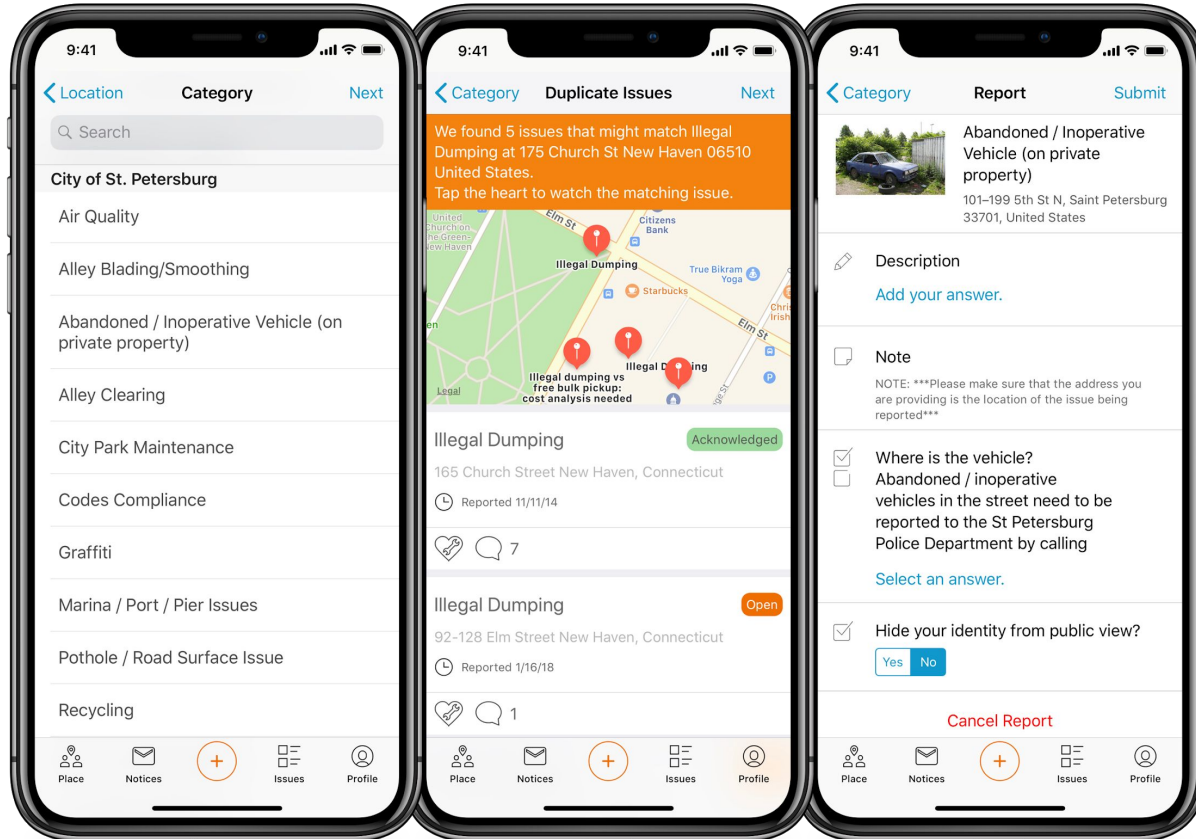 9:41
Location
Category
Next
Search
City of St. Petersburg
Air Quality
Alley Blading/Smoothing
Abandoned / Inoperative Vehicle (on
private property)
Alley Clearing
City Park Maintenance
Codes Compliance
Graffiti
Marina / Port / Pier Issues
Pothole / Road Surface Issue
Recycling
Place
Notices
Issues
Profile
9:41
Category
Duplicate Issues
Next
We found 5 issues that might match Illegal
Dumping at 175 Church St New Haven 06510
United States.
Tap the heart to watch the matching issue.
United
Church on
the Green-
New Haven
Elm St
Citizens
Bank
Illegal Dumping
True Bikram
Yoga
Starbucks
Elm St
Illegal
Illegal dumping vs
free bulk pickup:
cost analysis needed
Legal
P
Illegal Dumping
Acknowledged
165 Church Street New Haven, Connecticut
Reported 11/11/14
7
Illegal Dumping
Open
92-128 Elm Street New Haven, Connecticut
Reported 1/16/18
1
Place
Notices
Issues
Profile
9:41
Category
Report
Submit
Abandoned / Inoperative
Vehicle (on private
property)
101–199 5th St N, Saint Petersburg
33701, United States
Description
Add your answer.
Note
NOTE: ***Please make sure that the address you
are providing is the location of the issue being
reported***
Where is the vehicle?
Abandoned / inoperative
vehicles in the street need to be
reported to the St Petersburg
Police Department by calling
Select an answer.
Hide your identity from public view?
Yes No
Cancel Report
Place
Notices
Issues
Profile